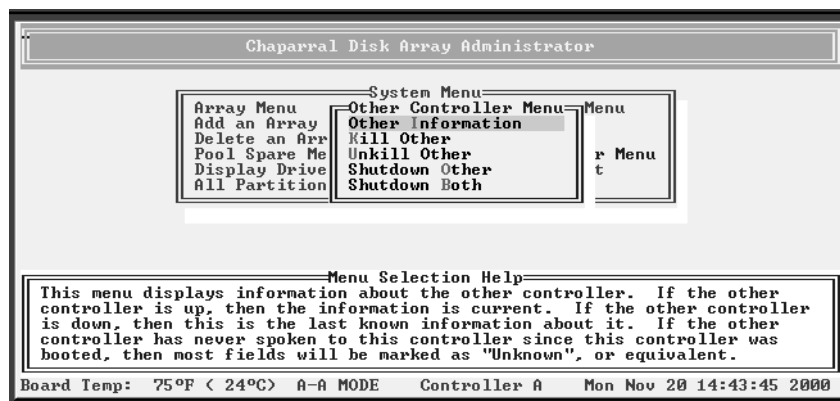 Chaparral Disk Array Administrator
System Menu
Array Menu Other Controller Menu Menu
Add an Array Other Information
Delete an Arr Kill Other
Pool Spare Me Unkill Other r Menu
Display Drive Shutdown Other t
All Partition Shutdown Both
Menu Selection Help
This menu displays information about the other controller. If the other
controller is up, then the information is current. If the other controller
is down, then this is the last known information about it. If the other
controller has never spoken to this controller since this controller was
booted, then most fields will be marked as "Unknown", or equivalent.
Board Temp: 75ºF ( 24ºC) A-A MODE Controller A Mon Nov 20 14:43:45 2000